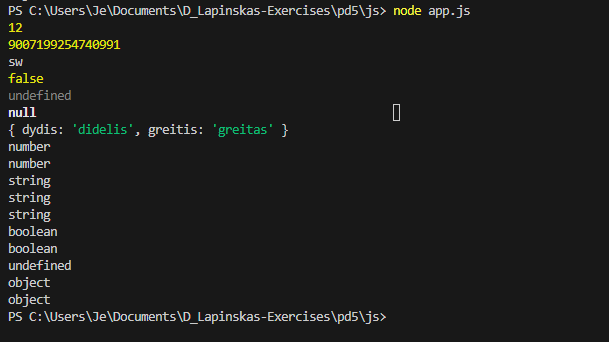 PS C:\Users\Je\Documents\D_Lapinskas-Exercises\pd5\js> node app.js
12
9007199254740991
sw
false
undefined
null
{ dydis: 'didelis', greitis: 'greitas' }
number
number
string
string
string
boolean
boolean
undefined
object
object
PS C:\Users\Je\Documents\D_Lapinskas-Exercises\pd5\js>